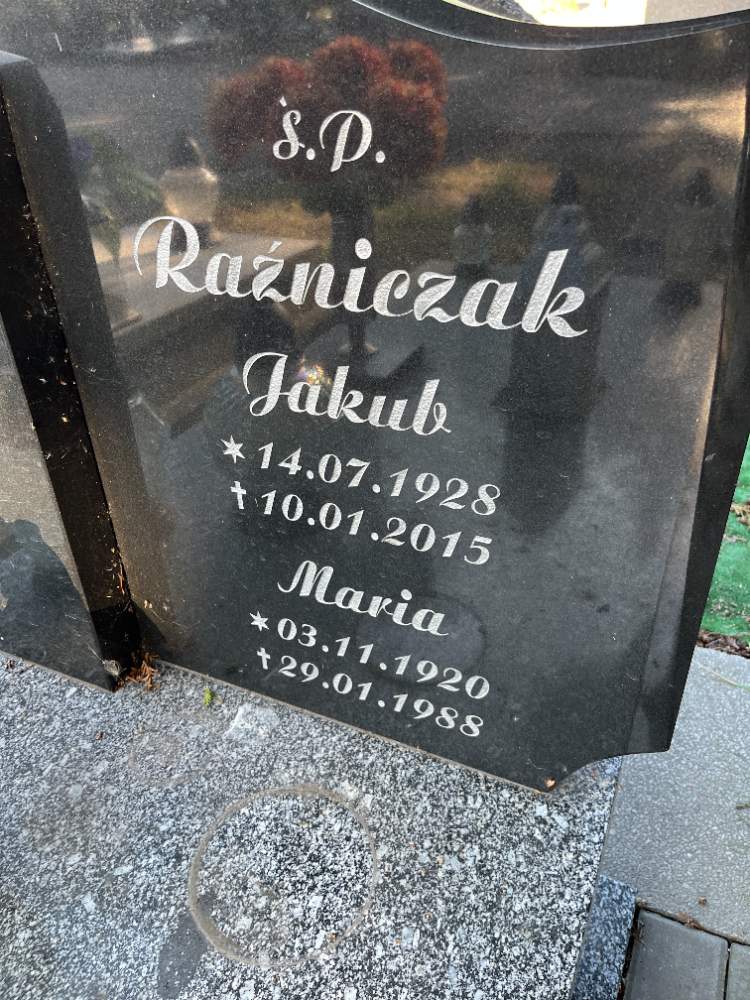 Ś.P.
Raźniczak
Jakub
* 14.07.1928
† 10.01.2015
Maria
* 03.11.1920
† 29.01.1988